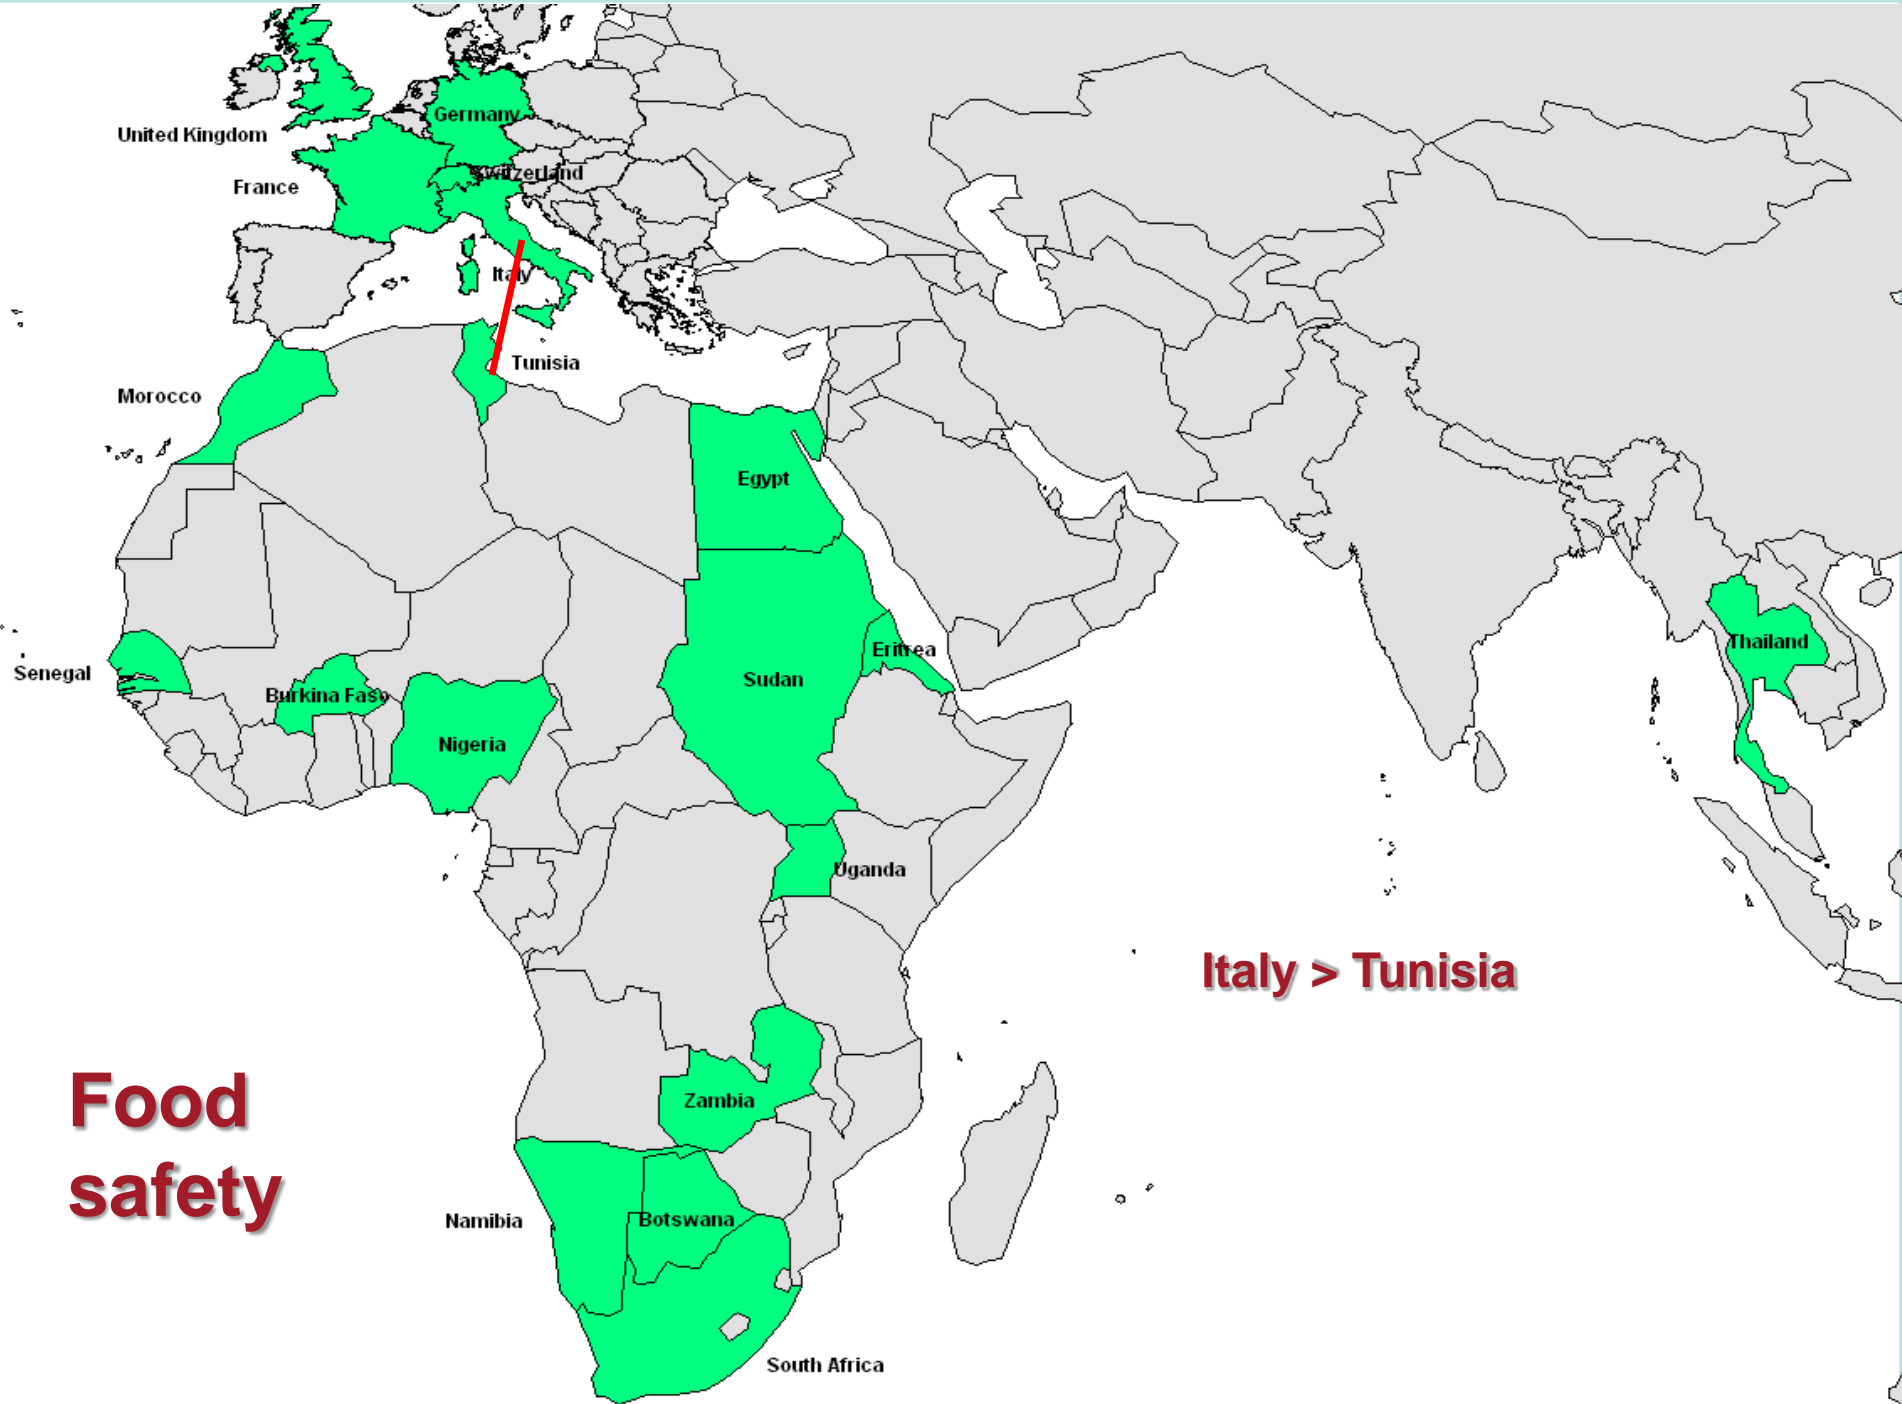 Germany
United Kingdom
Switzerland
France
Italy
Tunisia
Morocco
Egypt
Thailand
Eritrea
Senegal
Sudan
Burkina Faso
Nigeria
Uganda
Italy > Tunisia
Food
safety
Zambia
Namibia
Botswana
South Africa